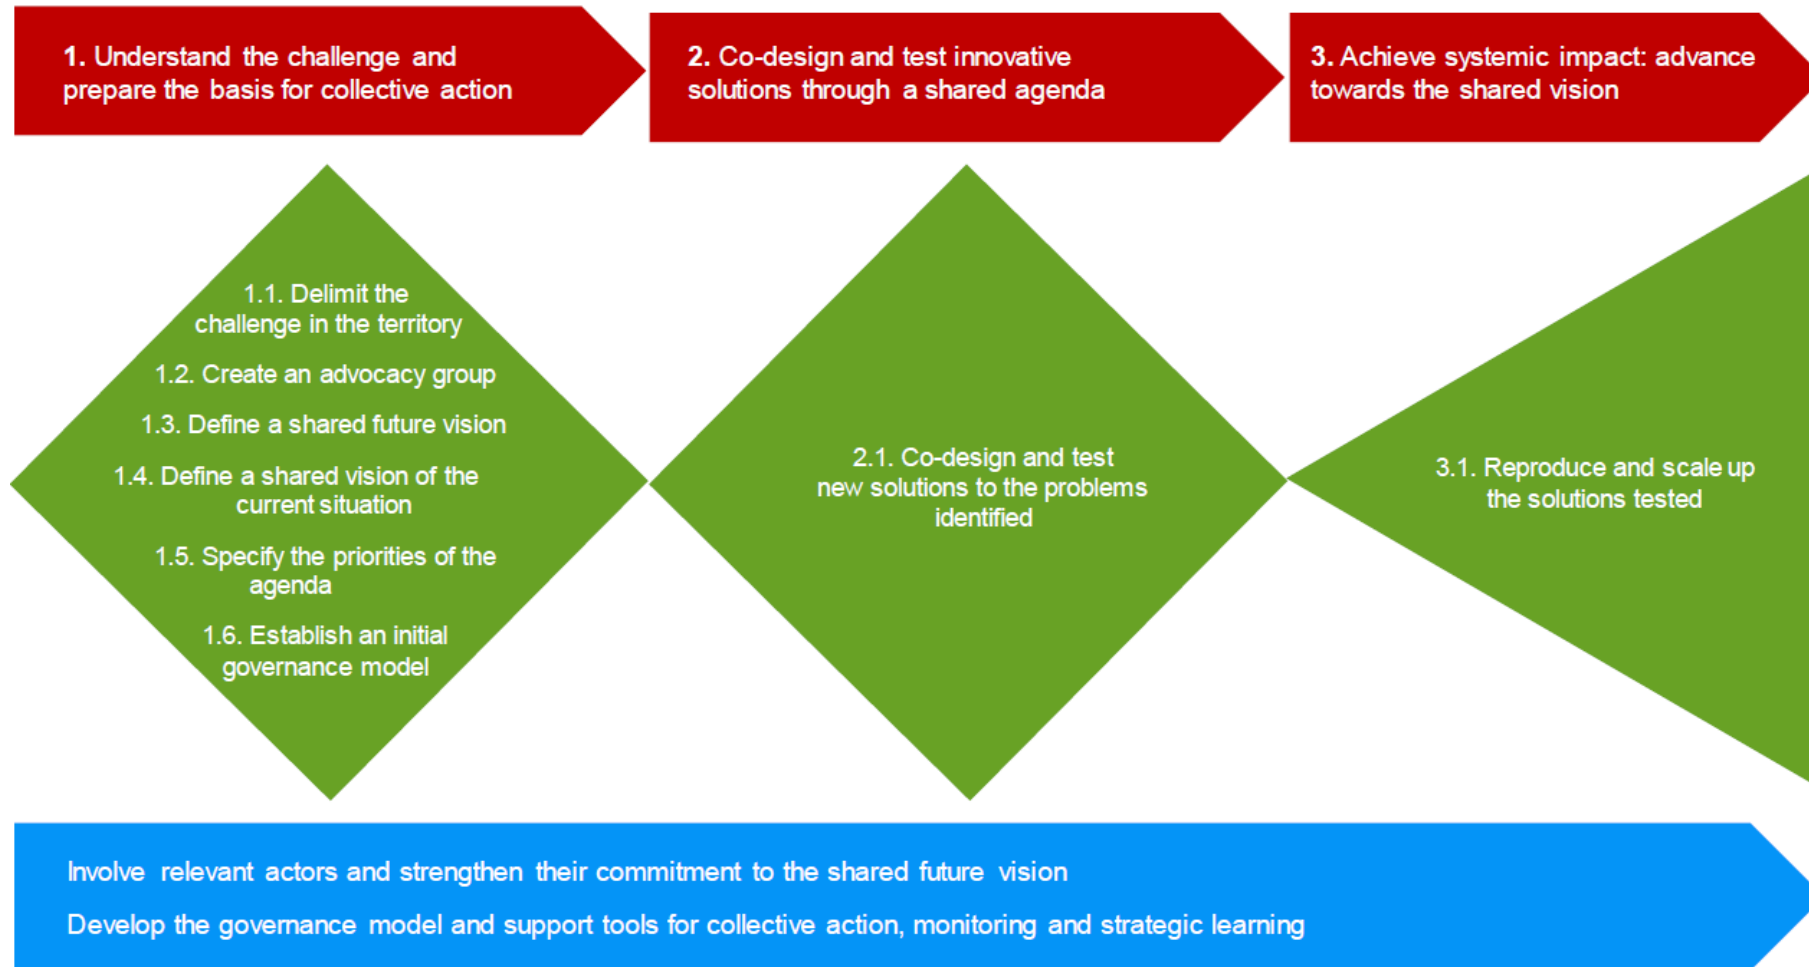 1. Understand the challenge and
prepare the basis for collective action
2. Co-design and test innovative
solutions through a shared agenda
3. Achieve systemic impact: advance
towards the shared vision
1.1. Delimit the
challenge in the territory
1.2. Create an advocacy group
1.3. Define a shared future vision
1.4. Define a shared vision of the
current situation
1.5. Specify the priorities of the
agenda
1.6. Establish an initial
governance model
2.1. Co-design and test
new solutions to the problems
identified
3.1. Reproduce and scale up
the solutions tested
Involve relevant actors and strengthen their commitment to the shared future vision
Develop the governance model and support tools for collective action, monitoring and strategic learning